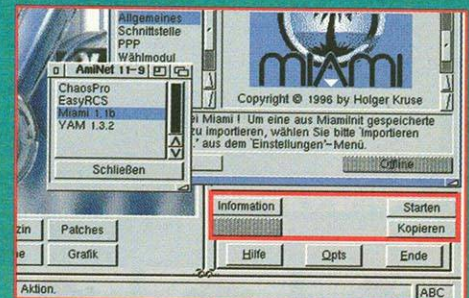 Allgemeines
Schnittstelle
PPP
Wählmodul
MIAMI
Copyright © 1996 by Holger Kruse
AmiNet 11-9
ChaosPro
EasyRCS
Miami 1.1b
YAM 1.3.2
Schließen
ei Miami ! Um eine aus MiamiInit gespeicherte
zu importieren, wählen Sie bitte 'Importieren
.' aus dem 'Einstellungen'-Menü.
Offline
Information
Starten
Kopieren
zin
Patches
e
Grafik
Hilfe
Opts
Ende
Aktion.
ABC